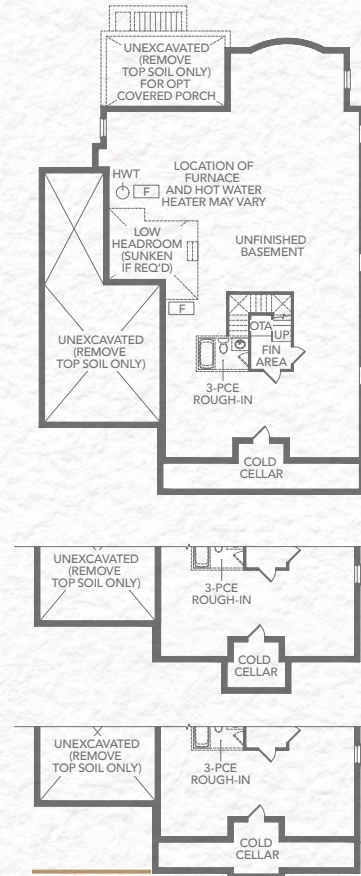 UNEXCAVATED
(REMOVE
TOP SOIL ONLY)
FOR OPT
COVERED PORCH
HWT
F
LOCATION OF
FURNACE
AND HOT WATER
HEATER MAY VARY
LOW
HEADROOM
(SUNKEN
IF REQ'D)
UNFINISHED
BASEMENT
F
UNEXCAVATED
(REMOVE
TOP SOIL ONLY)
OTA
UP
FIN
AREA
3-PCE
ROUGH-IN
COLD
CELLAR
UNEXCAVATED
(REMOVE
TOP SOIL ONLY)
3-PCE
ROUGH-IN
COLD
CELLAR
UNEXCAVATED
(REMOVE
TOP SOIL ONLY)
3-PCE
ROUGH-IN
COLD
CELLAR